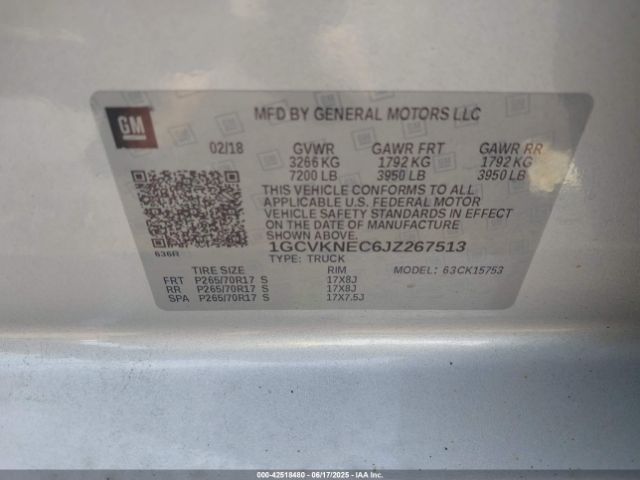 GM
MFD BY GENERAL MOTORS LLC
02/18 GVWR GAWR FRT GAWR RR
3266 KG 1792 KG 1792 KG
7200 LB 3950 LB 3950 LB
THIS VEHICLE CONFORMS TO ALL
APPLICABLE U.S. FEDERAL MOTOR
VEHICLE SAFETY STANDARDS IN EFFECT
ON THE DATE OF MANUFACTURE
SHOWN ABOVE.
636R 1GCVKNEC6JZ267513
TYPE: TRUCK
TIRE SIZE RIM MODEL: 63CK15753
FRT P265/70R17 S 17X8J
RR P265/70R17 S 17X8J
SPA P265/70R17 S 17X7.5J
000-42518480 - 06/17/2025 - IAAI.COM